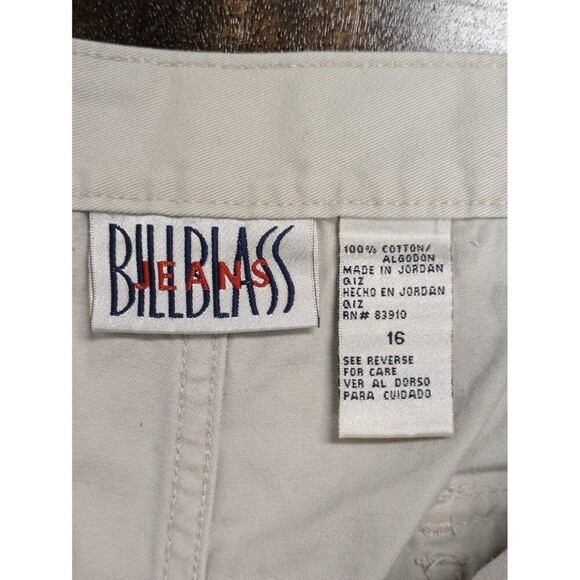 BILLBLASS
JEANS
100% COTTON/
ALGODON
MADE IN JORDAN
QIZ
HECHO EN JORDAN
QIZ
RN# 83910
16
SEE REVERSE
FOR CARE
VER AL DORSO
PARA CUIDADO